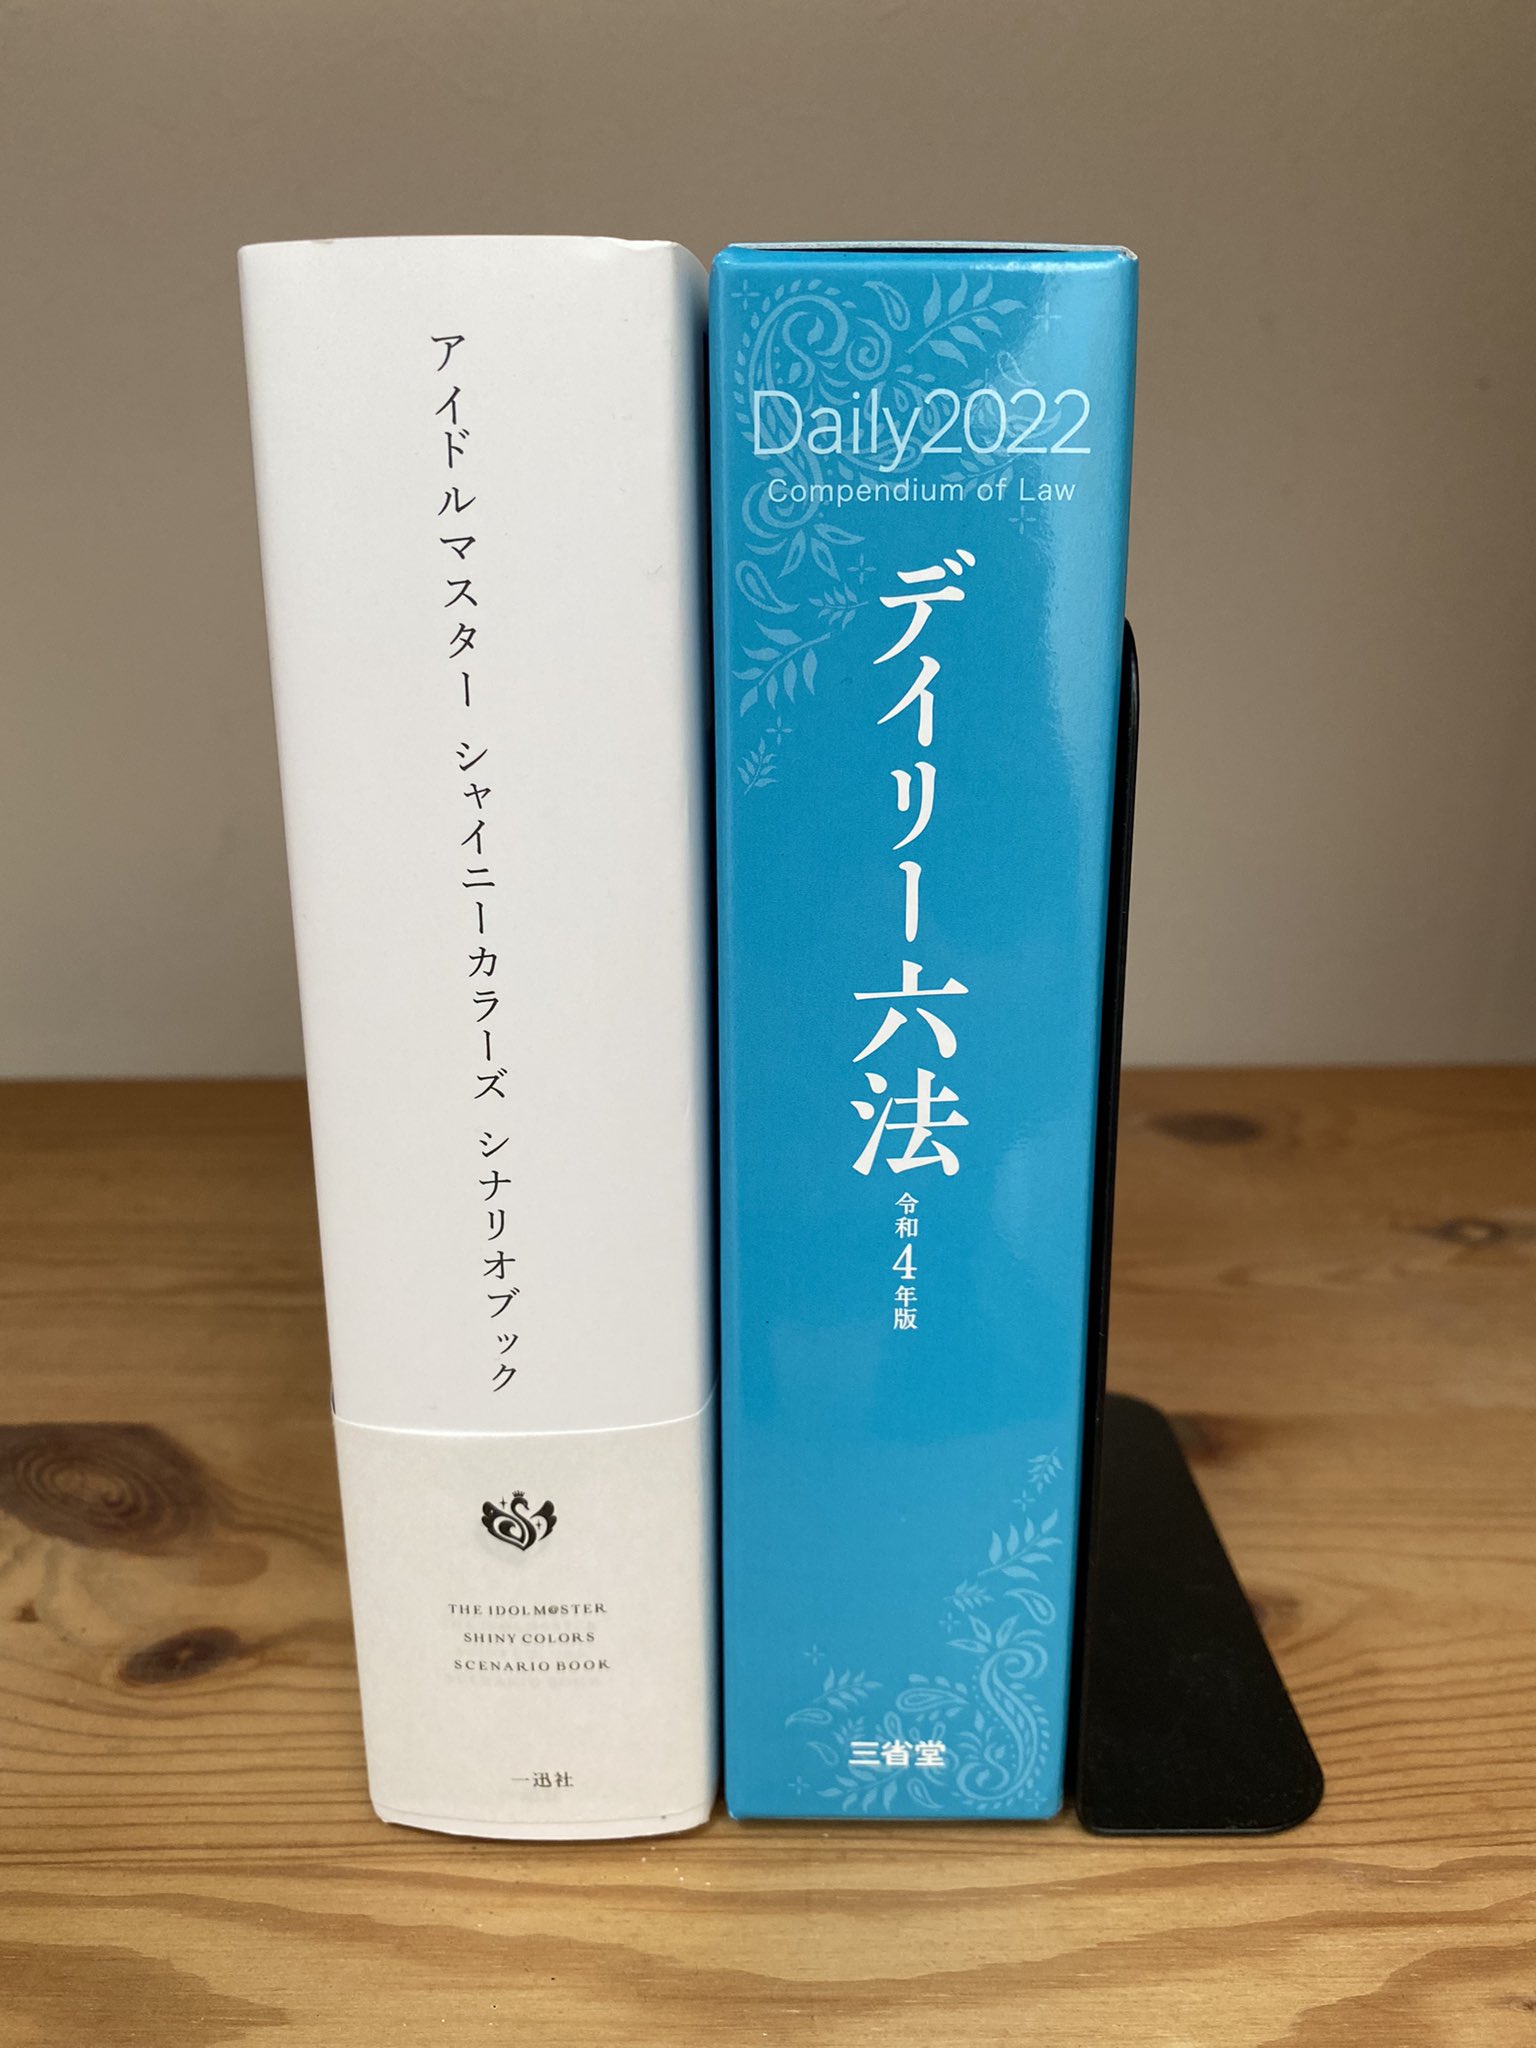 アイドルマスター シャイニーカラーズ シナリオブック
THE IDOLM@STER
SHINY COLORS
SCENARIO BOOK
一迅社
Daily2022
Compendium of Law
デイリー六法
令和4年版
三省堂